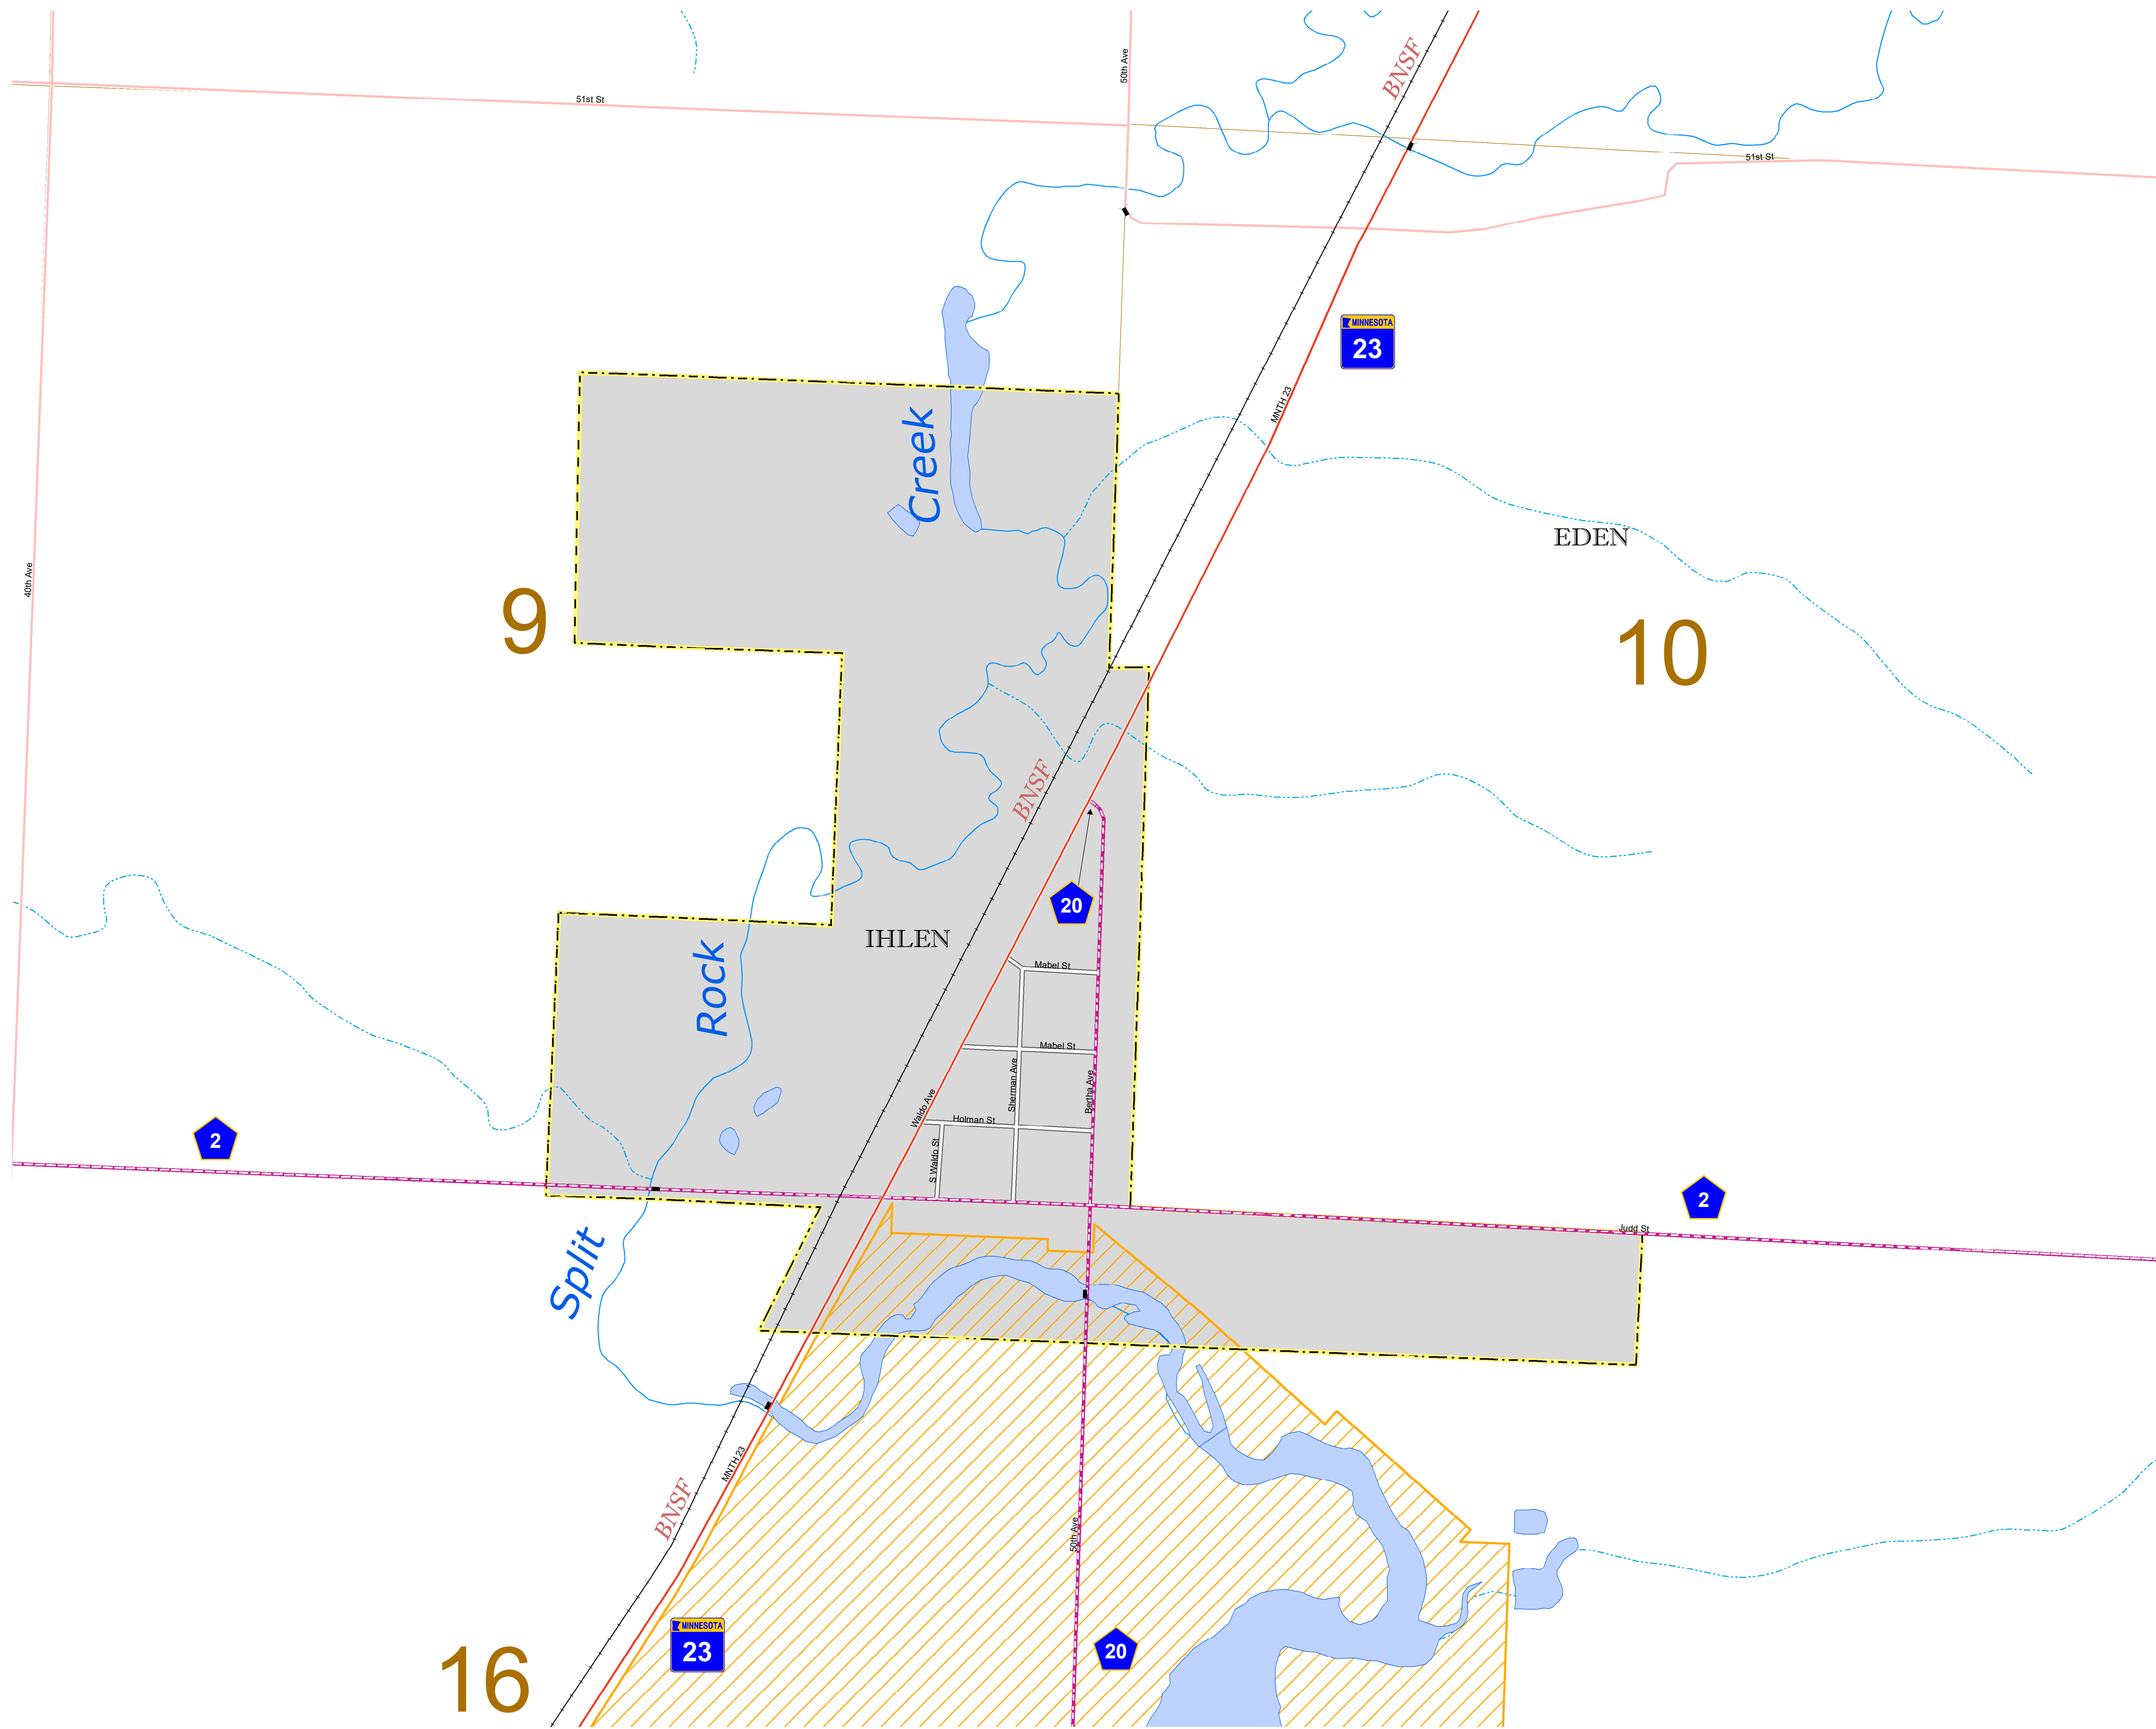 50th Ave
BNSF
51st St
51st St
MINNESOTA
23
MNTH 23
Creek
EDEN
40th Ave
9
10
BNSF
20
IHLEN
Rock
Mabel St
Mabel St
Sherman Ave
Bertha Ave
Waldo Ave
Holman St
S Waldo St
2
2
Judd St
Split
MNTH 23
BNSF
50th Ave
MINNESOTA
23
20
16